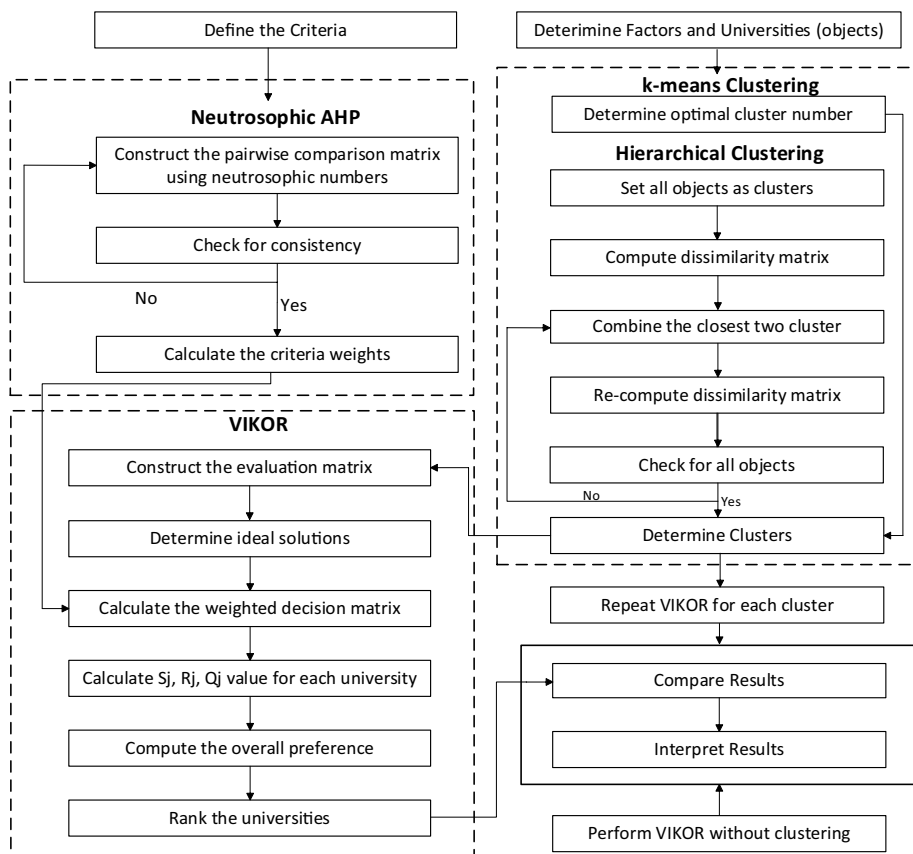 Define the Criteria
Neutrosophic AHP
Construct the pairwise comparison matrix
using neutrosophic numbers
Check for consistency
No
Yes
Calculate the criteria weights
VIKOR
Construct the evaluation matrix
Determine ideal solutions
Calculate the weighted decision matrix
Calculate Sj, Rj, Qj value for each university
Compute the overall preference
Rank the universities
Deterimine Factors and Universities (objects)
k-means Clustering
Determine optimal cluster number
Hierarchical Clustering
Set all objects as clusters
Compute dissimilarity matrix
Combine the closest two cluster
Re-compute dissimilarity matrix
Check for all objects
No
Yes
Determine Clusters
Repeat VIKOR for each cluster
Compare Results
Interpret Results
Perform VIKOR without clustering